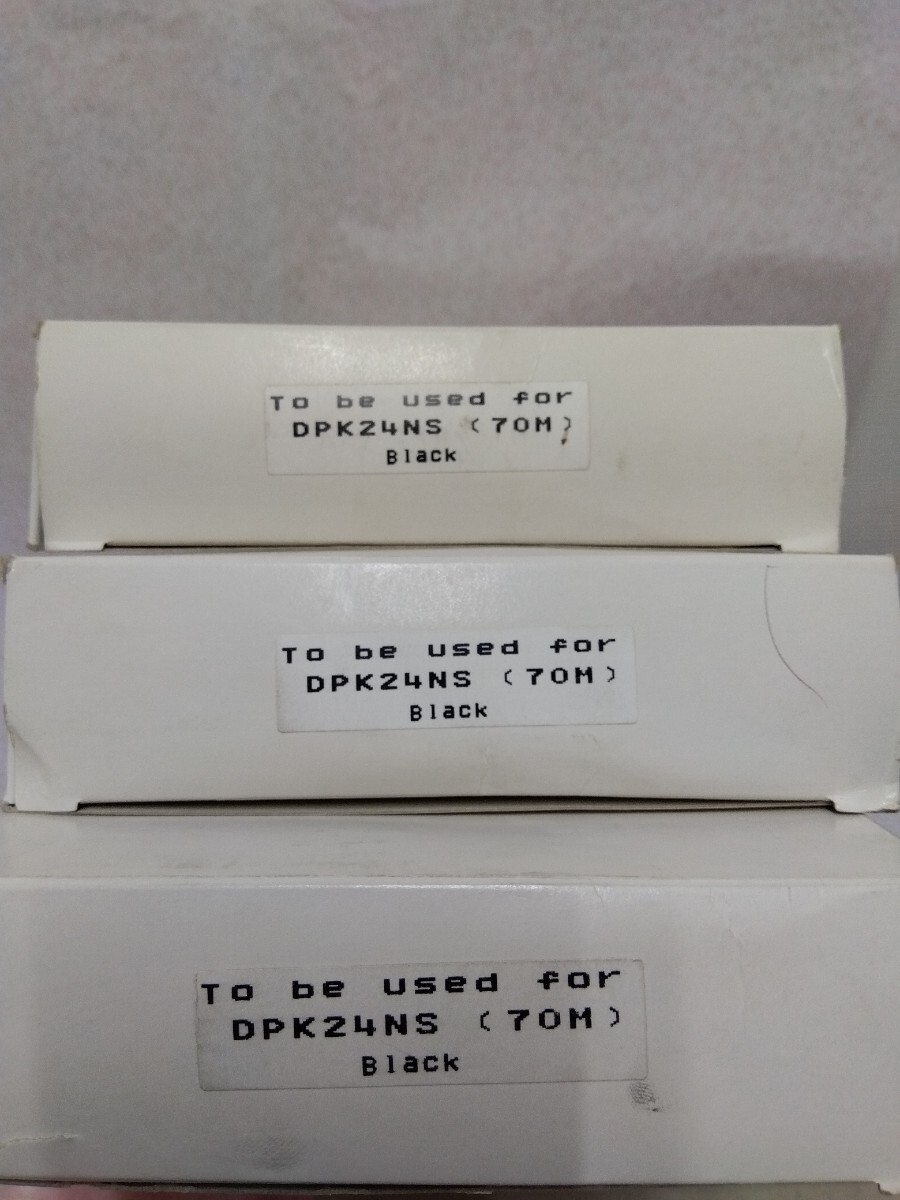 To be used for
DPK24NS (70M)
Black
To be used for
DPK24NS (70M)
Black
To be used for
DPK24NS (70M)
Black